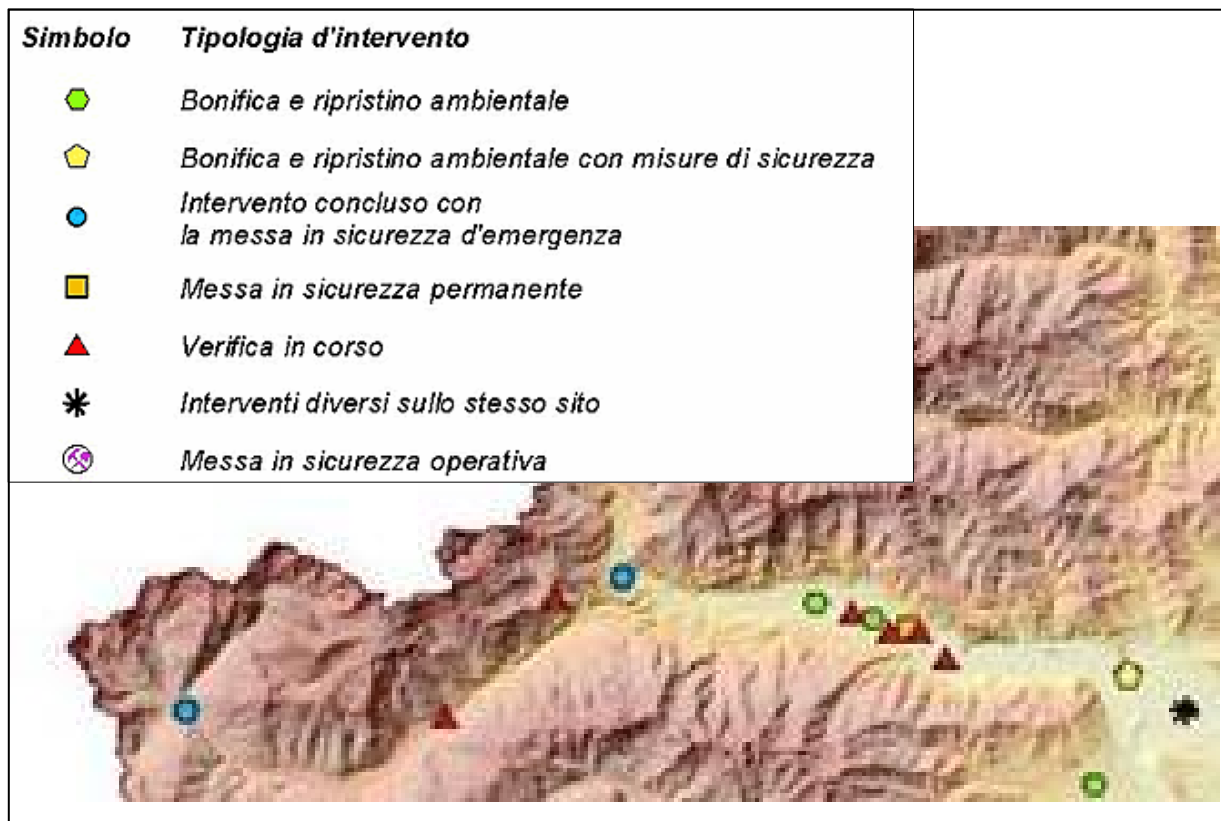 Simbolo Tipologia d'intervento
Bonifica e ripristino ambientale
Bonifica e ripristino ambientale con misure di sicurezza
Intervento concluso con
la messa in sicurezza d'emergenza
Messa in sicurezza permanente
Verifica in corso
Interventi diversi sullo stesso sito
Messa in sicurezza operativa